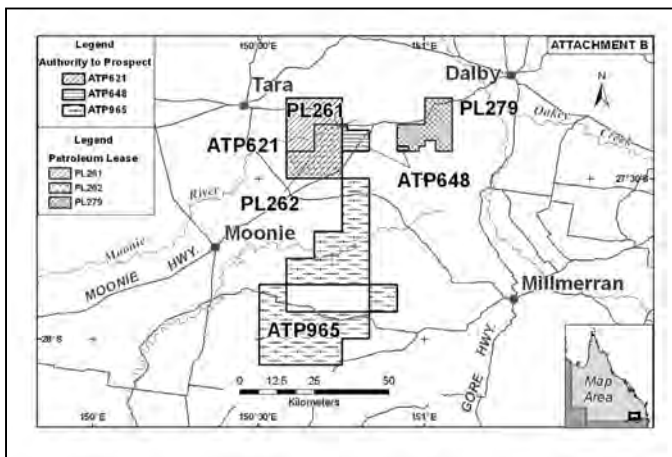 Legend
Authority to Prospect
ATP621
ATP648
ATP965
Legend
Patroleum Lease
PL261
PL262
PL279
150°30'E
151°E
ATTACHMENT B
Tara
Dalby
N
PL261
PL279
Oakey
Creek
ATP621
ATP648
27°30'S
River
PL262
Moonie
Moonie
MOONIE HWY.
Millmerran
ATP965
28°S
GORE HWY.
0 12.5 25 50
Kilometers
Map
Area
150°E
150°30'E
151°E